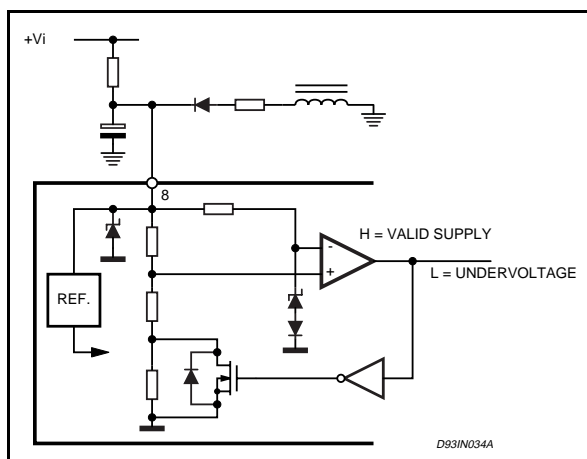 +Vi
8
H = VALID SUPPLY
-
+
L = UNDERVOLTAGE
REF.
D93IN034A